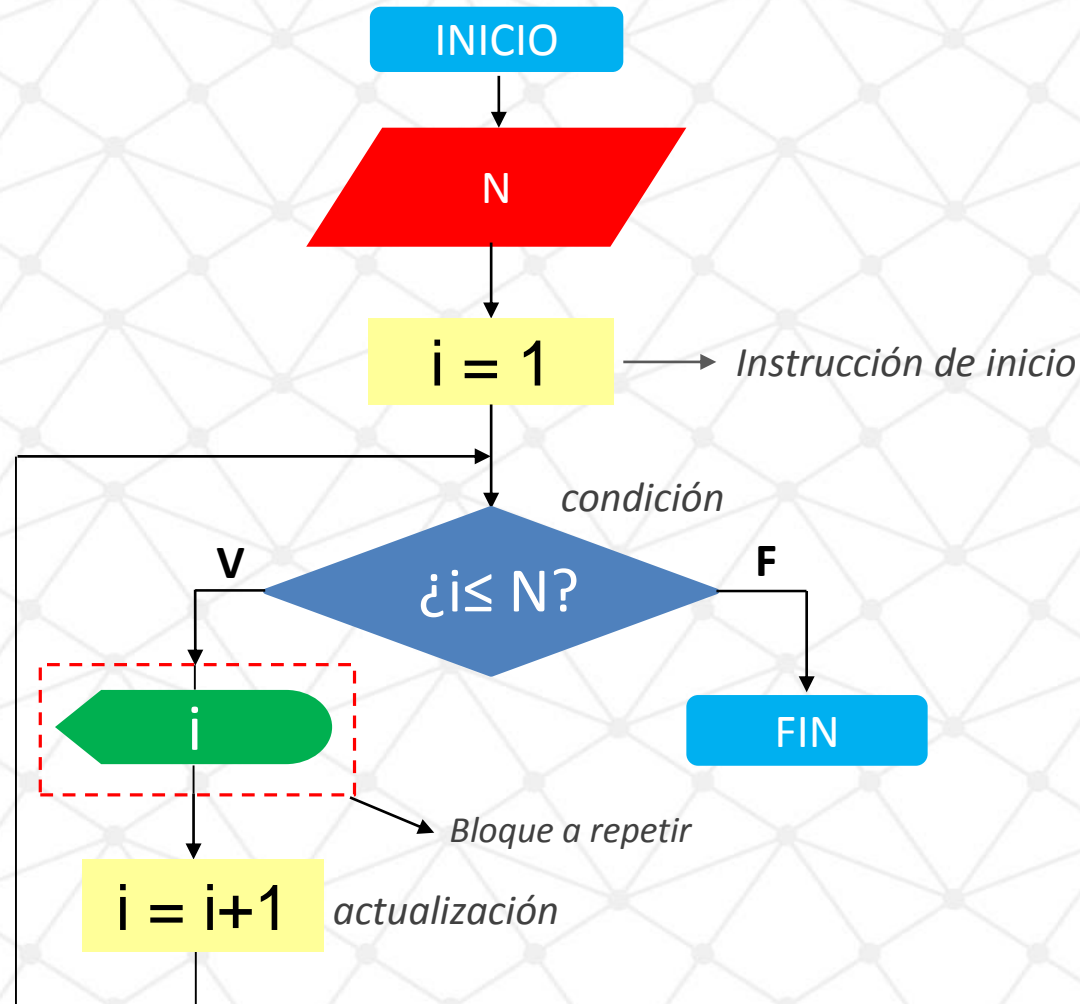 INICIO
N
i = 1
Instrucción de inicio
condición
V
¿i≤ N?
F
i
FIN
Bloque a repetir
i = i+1
actualización